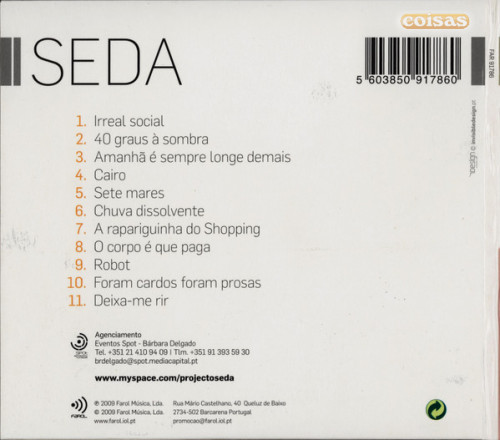 coisas
SEDA
5 603850 917860
FAR 91786
1. Irreal social
2. 40 graus à sombra
3. Amanhã é sempre longe demais
4. Cairo
5. Sete mares
6. Chuva dissolvente
7. A rapariguinha do Shopping
8. O corpo é que paga
9. Robot
10. Foram cardos foram prosas
11. Deixa-me rir
Agenciamento
Eventos Spot - Bárbara Delgado
Tel. +351 21 410 94 09 | Tlm. +351 91 393 59 30
brdelgado@spot.mediacapital.pt
www.myspace.com/projectoseda
℗ 2009 Farol Música, Lda. Rua Mário Castelhano, 40 Queluz de Baixo
© 2009 Farol Música, Lda. 2734-502 Barcarena Portugal
www.farol.iol.pt promocao@farol.iol.pt
FAROL